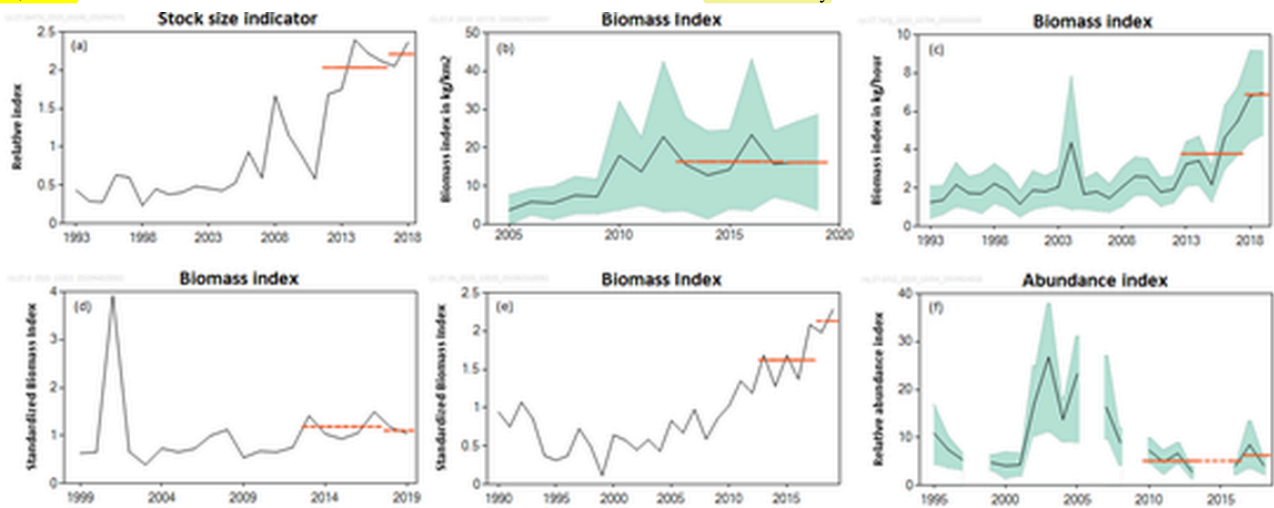 Stock size indicator
(a)
Relative index
2.5
2
1.5
1
0.5
0
1993 1998 2003 2008 2013 2018
Biomass Index
(b)
Biomass index in kg/km2
50
40
30
20
10
0
2005 2010 2015 2020
Biomass index
(c)
Biomass index in kg/hour
10
8
6
4
2
0
1993 1998 2003 2008 2013 2018
Biomass index
(d)
Standardized Biomass Index
4
3
2
1
0
1999 2004 2009 2014 2019
Biomass Index
(e)
Standardized Biomass Index
2.5
2
1.5
1
0.5
0
1990 1995 2000 2005 2010 2015
Abundance index
(f)
Relative abundance index
40
30
20
10
0
1995 2000 2005 2010 2015